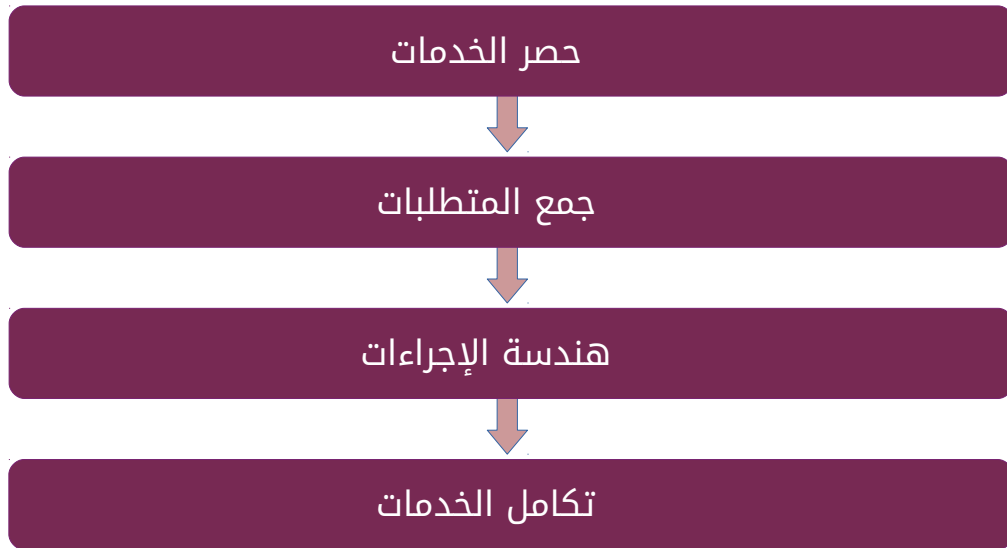 حصر الخدمات
جمع المتطلبات
هندسة الإجراءات
تكامل الخدمات